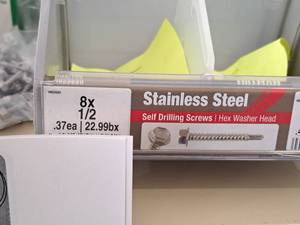 8x
1/2
.37ea | 22.99bx
Stainless Steel
Self Drilling Screws | Hex Washer Head